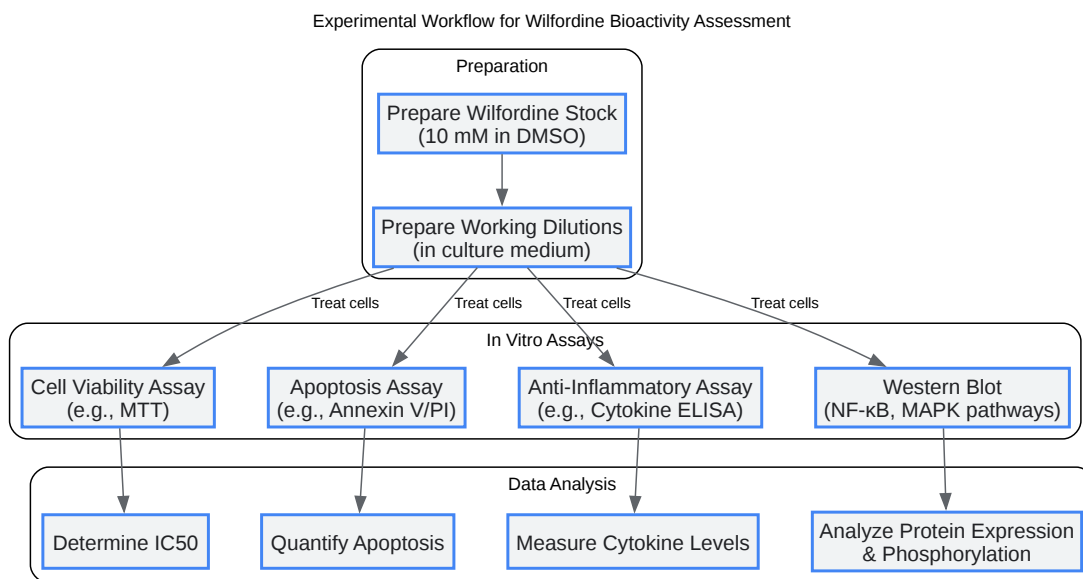 Experimental Workflow for Wilfordine Bioactivity Assessment
Preparation
Prepare Wilfordine Stock
(10 mM in DMSO)
Prepare Working Dilutions
(in culture medium)
Treat cells
Treat cells
Treat cells
Treat cells
In Vitro Assays
Cell Viability Assay
(e.g., MTT)
Apoptosis Assay
(e.g., Annexin V/PI)
Anti-Inflammatory Assay
(e.g., Cytokine ELISA)
Western Blot
(NF-κB, MAPK pathways)
Data Analysis
Determine IC50
Quantify Apoptosis
Measure Cytokine Levels
Analyze Protein Expression
& Phosphorylation